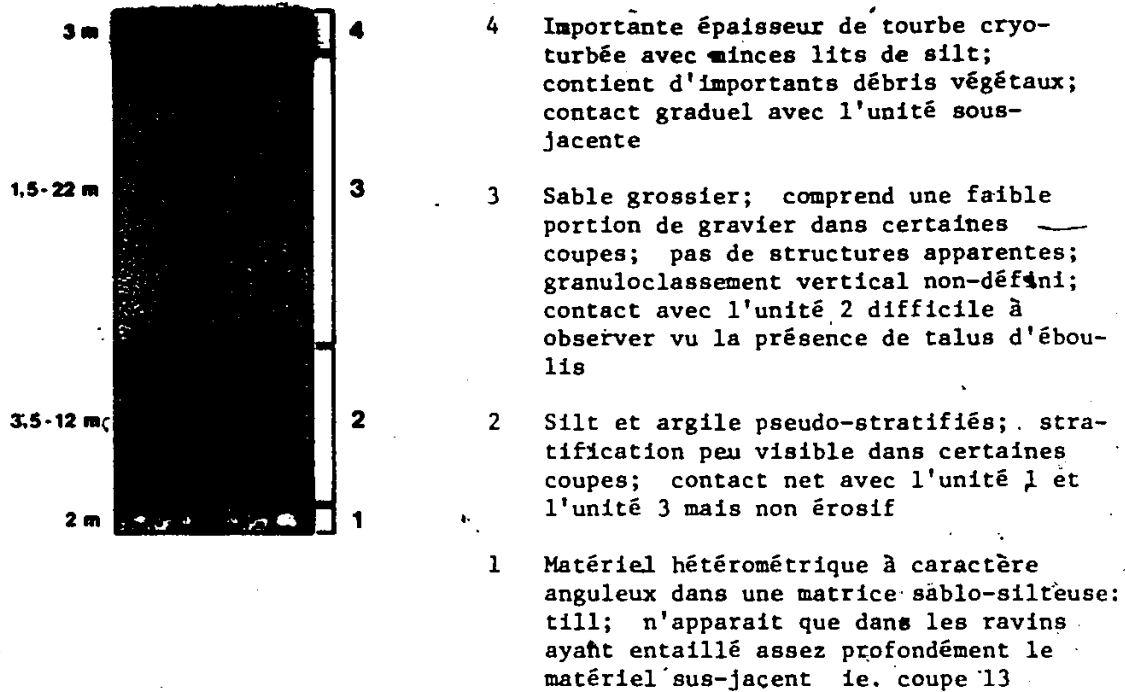 3 m
4
1,5-22 m
3
3,5-12 m
2
2 m
1
4 Importante épaisseur de tourbe cryo-
turbée avec minces lits de silt;
contient d'importants débris végétaux;
contact graduel avec l'unité sous-
jacente
3 Sable grossier; comprend une faible
portion de gravier dans certaines
coupes; pas de structures apparentes;
granuloclassement vertical non-défini;
contact avec l'unité 2 difficile à
observer vu la présence de talus d'ébou-
lis
2 Silt et argile pseudo-stratifiés; stra-
tification peu visible dans certaines
coupes; contact net avec l'unité 1 et
l'unité 3 mais non érosif
1 Matériel hétérométrique à caractère
anguleux dans une matrice sablo-silteuse:
till; n'apparait que dans les ravins
ayant entaillé assez profondément le
matériel sus-jacent ie. coupe 13